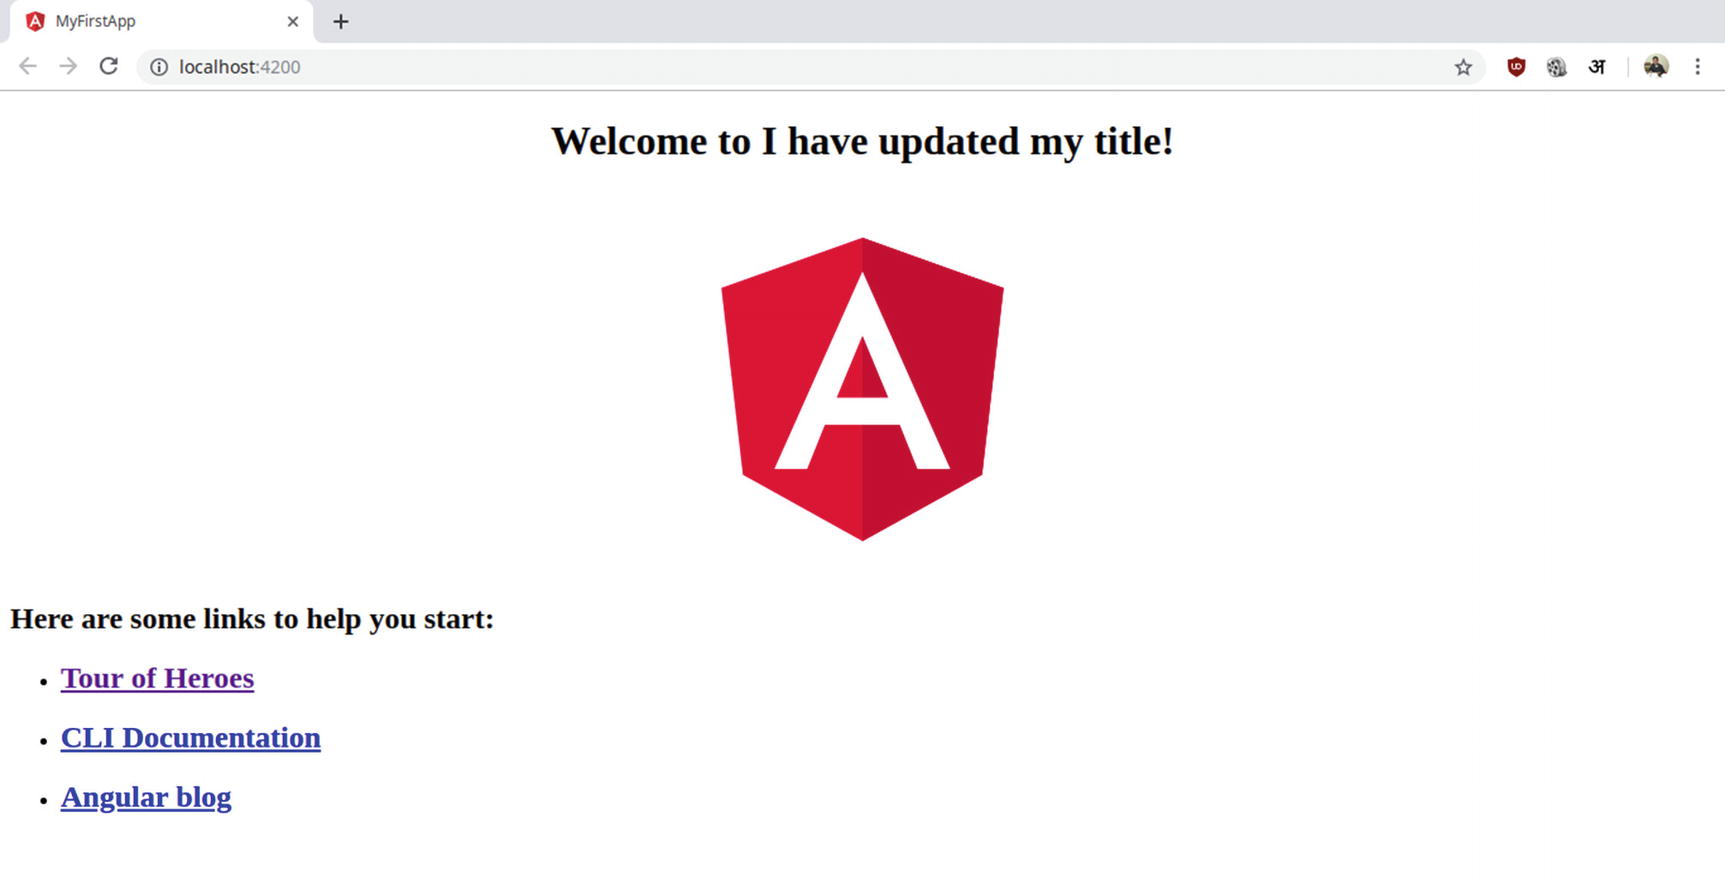 MyFirstApp
localhost:4200
UD
अ
Welcome to I have updated my title!
A
Here are some links to help you start:
Tour of Heroes
CLI Documentation
Angular blog